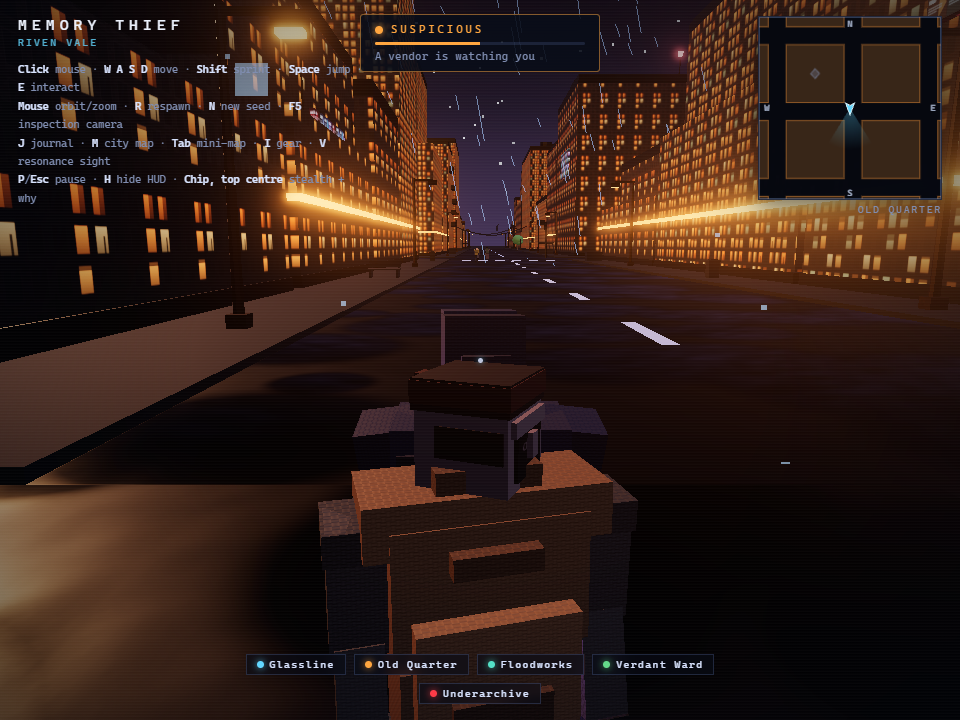 MEMORY THIEF
RIVEN VALE
Click mouse · W A S D move · Shift sprint · Space jump
E interact
Mouse orbit/zoom · R respawn · N new seed · F5
inspection camera
J journal · M city map · Tab mini-map · I gear · V
resonance sight
P/Esc pause · H hide HUD · Chip, top centre stealth —
why
SUSPICIOUS
A vendor is watching you
N
W
E
S
OLD QUARTER
Glassline
Old Quarter
Floodworks
Verdant Ward
Underarchive